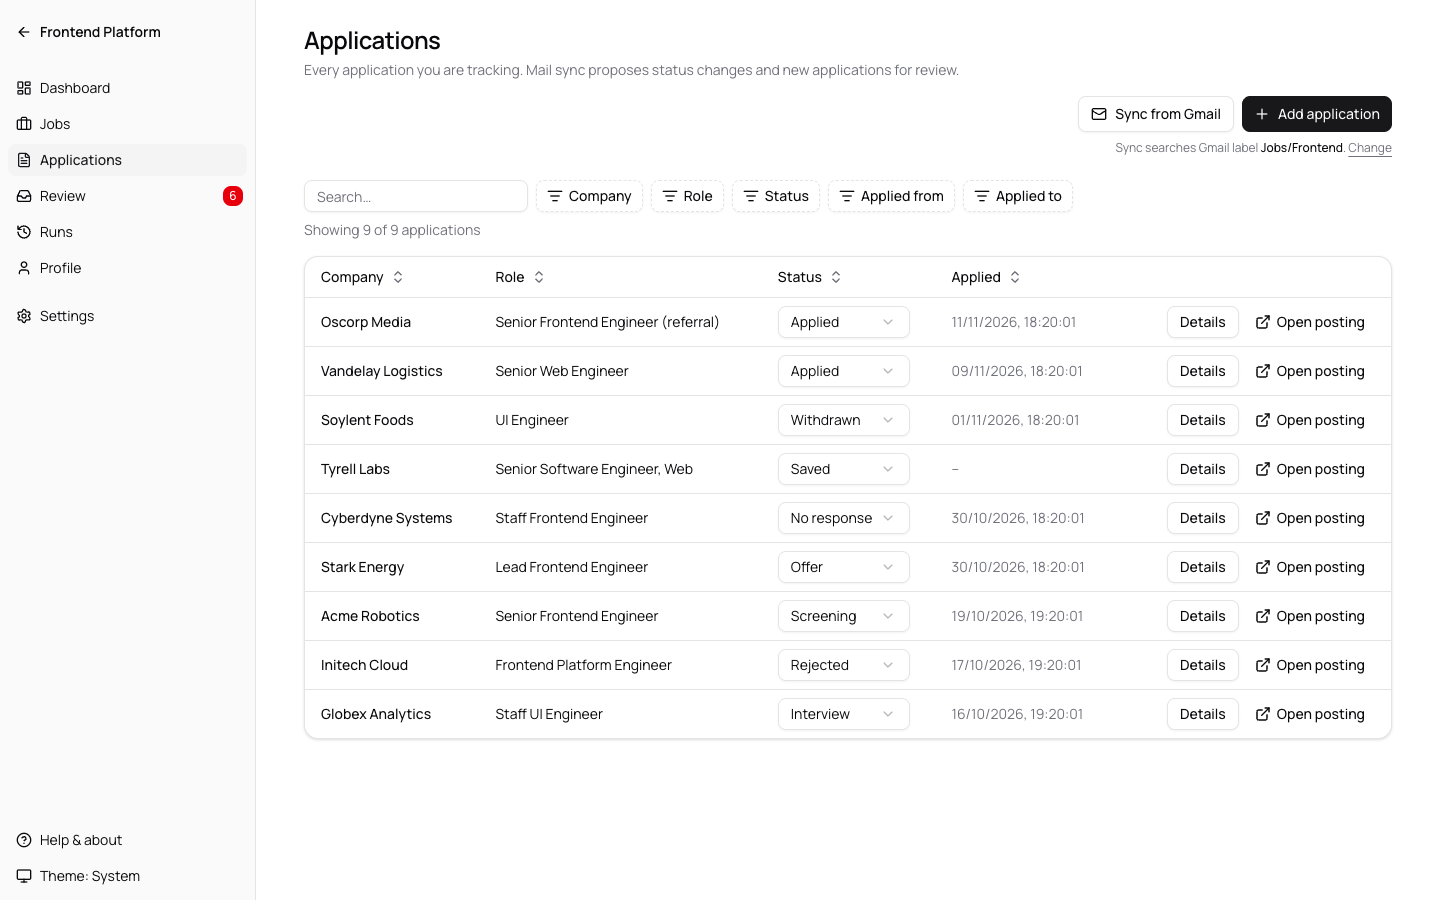 Frontend Platform
Dashboard
Jobs
Applications
Review 6
Runs
Profile
Settings
Help & about
Theme: System
Applications
Every application you are tracking. Mail sync proposes status changes and new applications for review.
Sync from Gmail Add application
Sync searches Gmail label Jobs/Frontend. Change
Search... Company Role Status Applied from Applied to
Showing 9 of 9 applications
Company Role Status Applied
Oscorp Media Senior Frontend Engineer (referral) Applied 11/11/2026, 18:20:01 Details Open posting
Vandelay Logistics Senior Web Engineer Applied 09/11/2026, 18:20:01 Details Open posting
Soylent Foods UI Engineer Withdrawn 01/11/2026, 18:20:01 Details Open posting
Tyrell Labs Senior Software Engineer, Web Saved – Details Open posting
Cyberdyne Systems Staff Frontend Engineer No response 30/10/2026, 18:20:01 Details Open posting
Stark Energy Lead Frontend Engineer Offer 30/10/2026, 18:20:01 Details Open posting
Acme Robotics Senior Frontend Engineer Screening 19/10/2026, 19:20:01 Details Open posting
Initech Cloud Frontend Platform Engineer Rejected 17/10/2026, 19:20:01 Details Open posting
Globex Analytics Staff UI Engineer Interview 16/10/2026, 19:20:01 Details Open posting